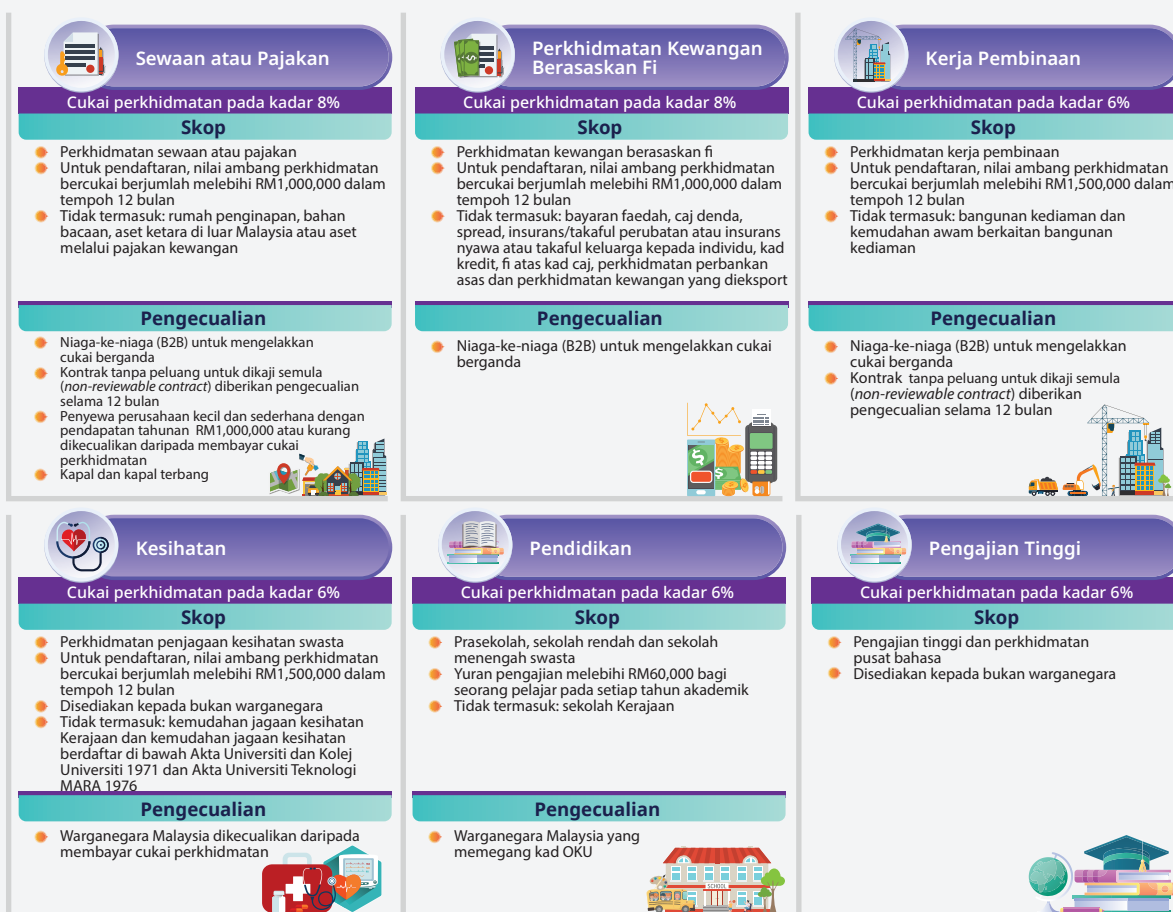 Sewaan atau Pajakan
Cukai perkhidmatan pada kadar 8%
Skop
Perkhidmatan sewaan atau pajakan
Untuk pendaftaran, nilai ambang perkhidmatan
bercukai berjumlah melebihi RM1,000,000 dalam
tempoh 12 bulan
Tidak termasuk: rumah penginapan, bahan
bacaan, aset ketara di luar Malaysia atau aset
melalui pajakan kewangan
Pengecualian
Niaga-ke-niaga (B2B) untuk mengelakkan
cukai berganda
Kontrak tanpa peluang untuk dikaji semula
(non-reviewable contract) diberikan pengecualian
selama 12 bulan
Penyewa perusahaan kecil dan sederhana dengan
pendapatan tahunan RM1,000,000 atau kurang
dikecualikan daripada membayar cukai
perkhidmatan
Kapal dan kapal terbang
Perkhidmatan Kewangan
Berasaskan Fi
Cukai perkhidmatan pada kadar 8%
Skop
Perkhidmatan kewangan berasaskan fi
Untuk pendaftaran, nilai ambang perkhidmatan
bercukai berjumlah melebihi RM1,000,000 dalam
tempoh 12 bulan
Tidak termasuk: bayaran faedah, caj denda,
spread, insurans/takaful perubatan atau insurans
nyawa atau takaful keluarga kepada individu, kad
kredit, fi atas kad caj, perkhidmatan perbankan
asas dan perkhidmatan kewangan yang dieksport
Pengecualian
Niaga-ke-niaga (B2B) untuk mengelakkan cukai
berganda
Kerja Pembinaan
Cukai perkhidmatan pada kadar 6%
Skop
Perkhidmatan kerja pembinaan
Untuk pendaftaran, nilai ambang perkhidmatan
bercukai berjumlah melebihi RM1,500,000 dalam
tempoh 12 bulan
Tidak termasuk: bangunan kediaman dan
kemudahan awam berkaitan bangunan
kediaman
Pengecualian
Niaga-ke-niaga (B2B) untuk mengelakkan
cukai berganda
Kontrak tanpa peluang untuk dikaji semula
(non-reviewable contract) diberikan
pengecualian selama 12 bulan
Kesihatan
Cukai perkhidmatan pada kadar 6%
Skop
Perkhidmatan penjagaan kesihatan swasta
Untuk pendaftaran, nilai ambang perkhidmatan
bercukai berjumlah melebihi RM1,500,000 dalam
tempoh 12 bulan
Disediakan kepada bukan warganegara
Tidak termasuk: kemudahan jagaan kesihatan
Kerajaan dan kemudahan jagaan kesihatan
berdaftar di bawah Akta Universiti dan Kolej
Universiti 1971 dan Akta Universiti Teknologi
MARA 1976
Pengecualian
Warganegara Malaysia dikecualikan daripada
membayar cukai perkhidmatan
Pendidikan
Cukai perkhidmatan pada kadar 6%
Skop
Prasekolah, sekolah rendah dan sekolah
menengah swasta
Yuran pengajian melebihi RM60,000 bagi
seorang pelajar pada setiap tahun akademik
Tidak termasuk: sekolah Kerajaan
Pengecualian
Warganegara Malaysia yang
memegang kad OKU
SCHOOL
Pengajian Tinggi
Cukai perkhidmatan pada kadar 6%
Skop
Pengajian tinggi dan perkhidmatan
pusat bahasa
Disediakan kepada bukan warganegara